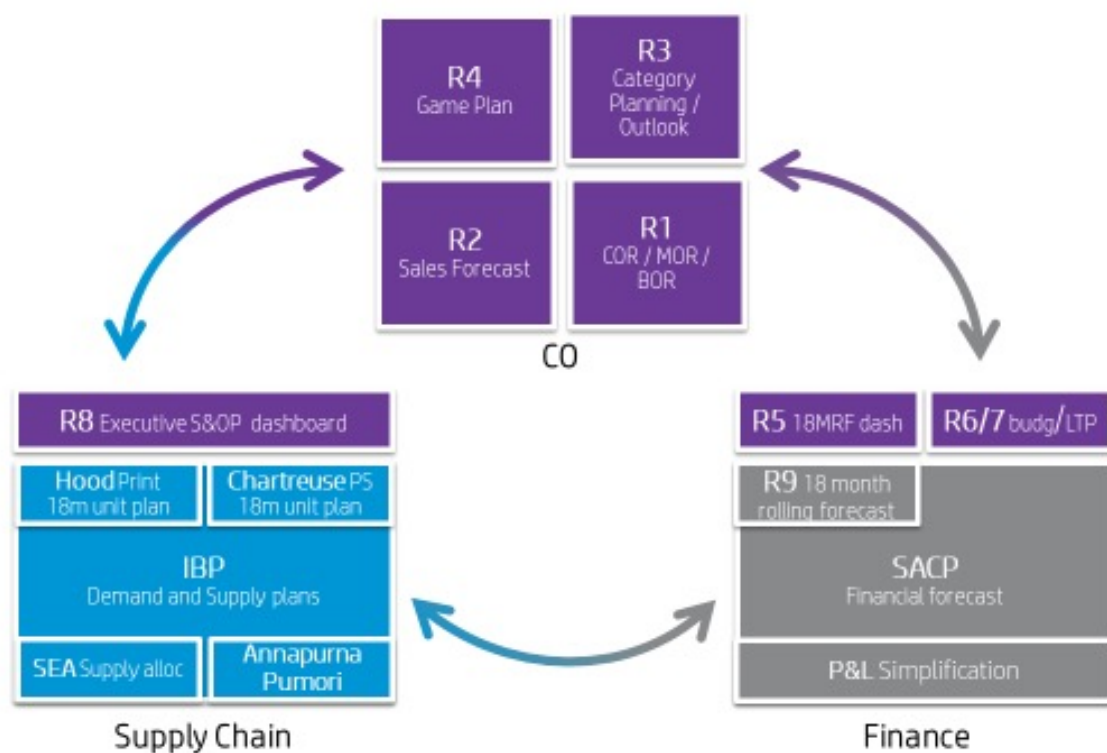 R4
Game Plan
R3
Category
Planning /
Outlook
R2
Sales Forecast
R1
COR / MOR /
BOR
CO
R8 Executive S&OP dashboard
Hood Print
18m unit plan
Chartreuse PS
18m unit plan
IBP
Demand and Supply plans
SEA Supply alloc
Annapurna
Pumori
Supply Chain
R5 18MRF dash
R6/7 budg/LTP
R9 18 month
rolling forecast
SACP
Financial forecast
P&L Simplification
Finance